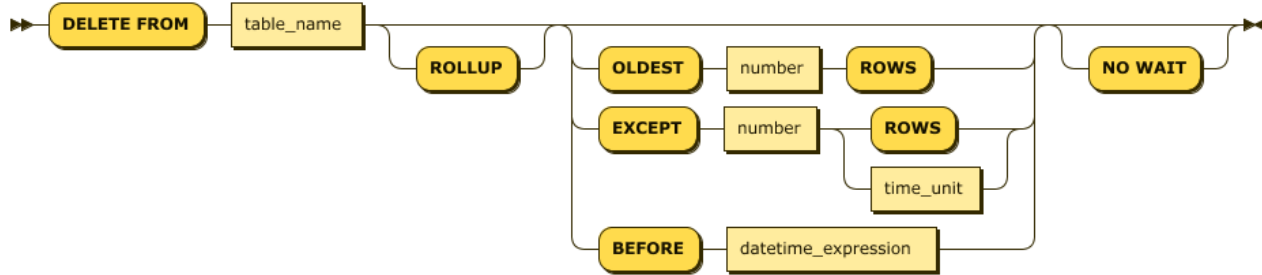 DELETE FROM table_name
ROLLUP OLDEST number ROWS NO WAIT
EXCEPT number ROWS
time_unit
BEFORE datetime_expression